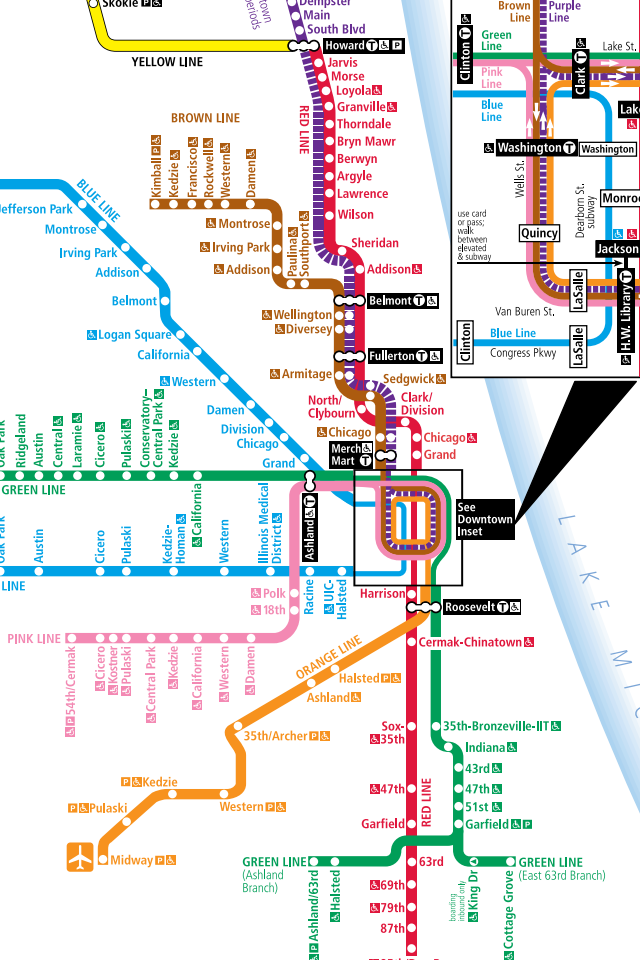 Skokie P
Dempster
Main
South Blvd
Howard T P
YELLOW LINE
Jarvis
Morse
Loyola
Granville
Thorndale
Bryn Mawr
Berwyn
Argyle
Lawrence
Wilson
Sheridan
Addison
RED LINE
BROWN LINE
Kimball P
Kedzie
Francisco
Rockwell
Western
Damen
Montrose
Irving Park
Addison
Paulina
Southport
Belmont T
Wellington
Diversey
Fullerton T
Armitage
Sedgwick
North/
Clybourn
Clark/
Division
Chicago
Chicago
Merch
Mart T
Grand
BLUE LINE
Jefferson Park
Montrose
Irving Park
Addison
Belmont
Logan Square
California
Western
Damen
Division
Chicago
Grand
Oak Park
Ridgeland
Austin
Central
Laramie
Cicero
Pulaski
Conservatory–
Central Park
Kedzie
GREEN LINE
California
Ashland T
Oak Park
Austin
Cicero
Pulaski
Kedzie-
Homan
Western
Illinois Medical
District
LINE
Racine
UIC-
Halsted
Polk
18th
PINK LINE
P 54th/Cermak
Cicero
Kostner
Pulaski
Central Park
Kedzie
California
Western
Damen
See
Downtown
Inset
Harrison
Roosevelt T
Cermak-Chinatown
ORANGE LINE
Halsted P
Ashland
35th/Archer P
Western P
P Kedzie
P Pulaski
Midway P
Sox-
35th
47th
Garfield
RED LINE
63rd
69th
79th
87th
35th-Bronzeville-IIT
Indiana
43rd
47th
51st
Garfield P
GREEN LINE
(Ashland
Branch)
P Ashland/63rd
Halsted
boarding
inbound only
King Dr
Cottage Grove
GREEN LINE
(East 63rd Branch)
LAKE MIC
Brown
Line
Purple
Line
Green
Line
Lake St.
Clinton T
Clark T
Pink
Line
Blue
Line
Lake
Washington T
Washington
Wells St.
Dearborn St.
subway
Monroe
use card
or pass;
walk
between
elevated
& subway
Quincy
Jackson
LaSalle
H.W. Library T
Van Buren St.
Clinton
Blue Line
Congress Pkwy
LaSalle